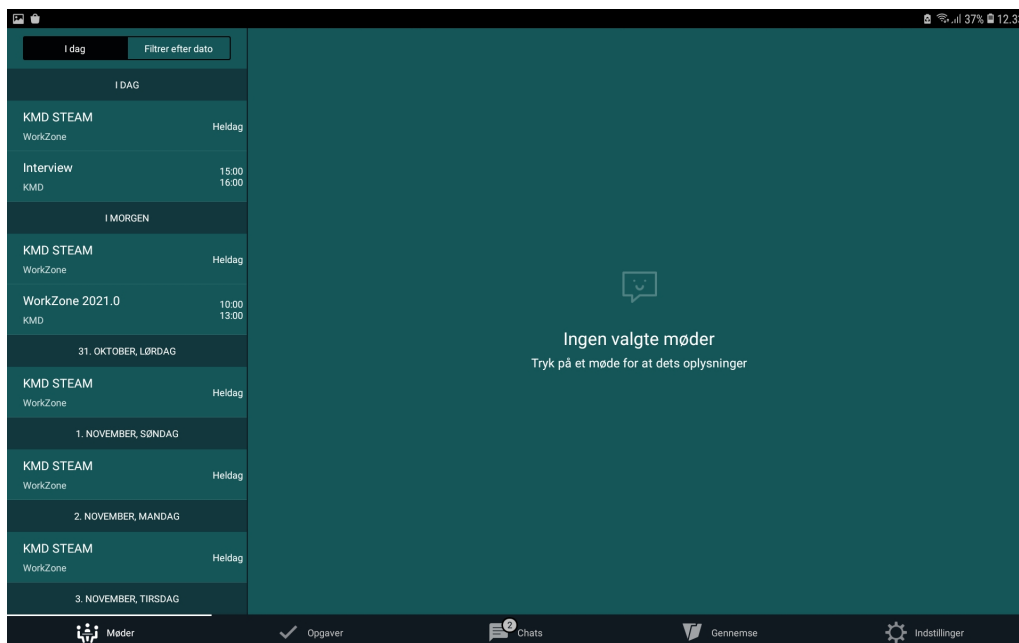 37% 12.3
I dag Filtrer efter dato
I DAG
KMD STEAM
WorkZone
Heldag
Interview
KMD
15:00
16:00
I MORGEN
KMD STEAM
WorkZone
Heldag
WorkZone 2021.0
KMD
10:00
13:00
31. OKTOBER, LØRDAG
KMD STEAM
WorkZone
Heldag
1. NOVEMBER, SØNDAG
KMD STEAM
WorkZone
Heldag
2. NOVEMBER, MANDAG
KMD STEAM
WorkZone
Heldag
3. NOVEMBER, TIRSDAG
Ingen valgte møder
Tryk på et møde for at dets oplysninger
Møder
Opgaver
2
Chats
Gennemse
Indstillinger